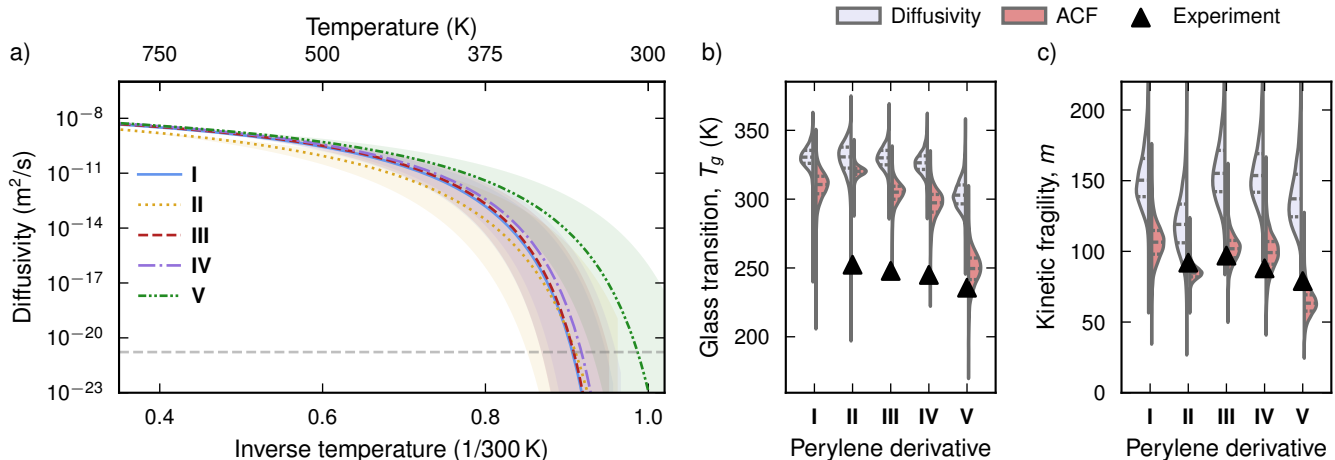 Temperature (K)
750 500 375 300
a)
Diffusivity (m²/s)
10⁻⁸
10⁻¹¹
10⁻¹⁴
10⁻¹⁷
10⁻²⁰
10⁻²³
I
II
III
IV
V
0.4 0.6 0.8 1.0
Inverse temperature (1/300 K)
Diffusivity ACF Experiment
b)
Glass transition, T_g (K)
350
300
250
200
I II III IV V
Perylene derivative
c)
Kinetic fragility, m
200
150
100
50
0
I II III IV V
Perylene derivative